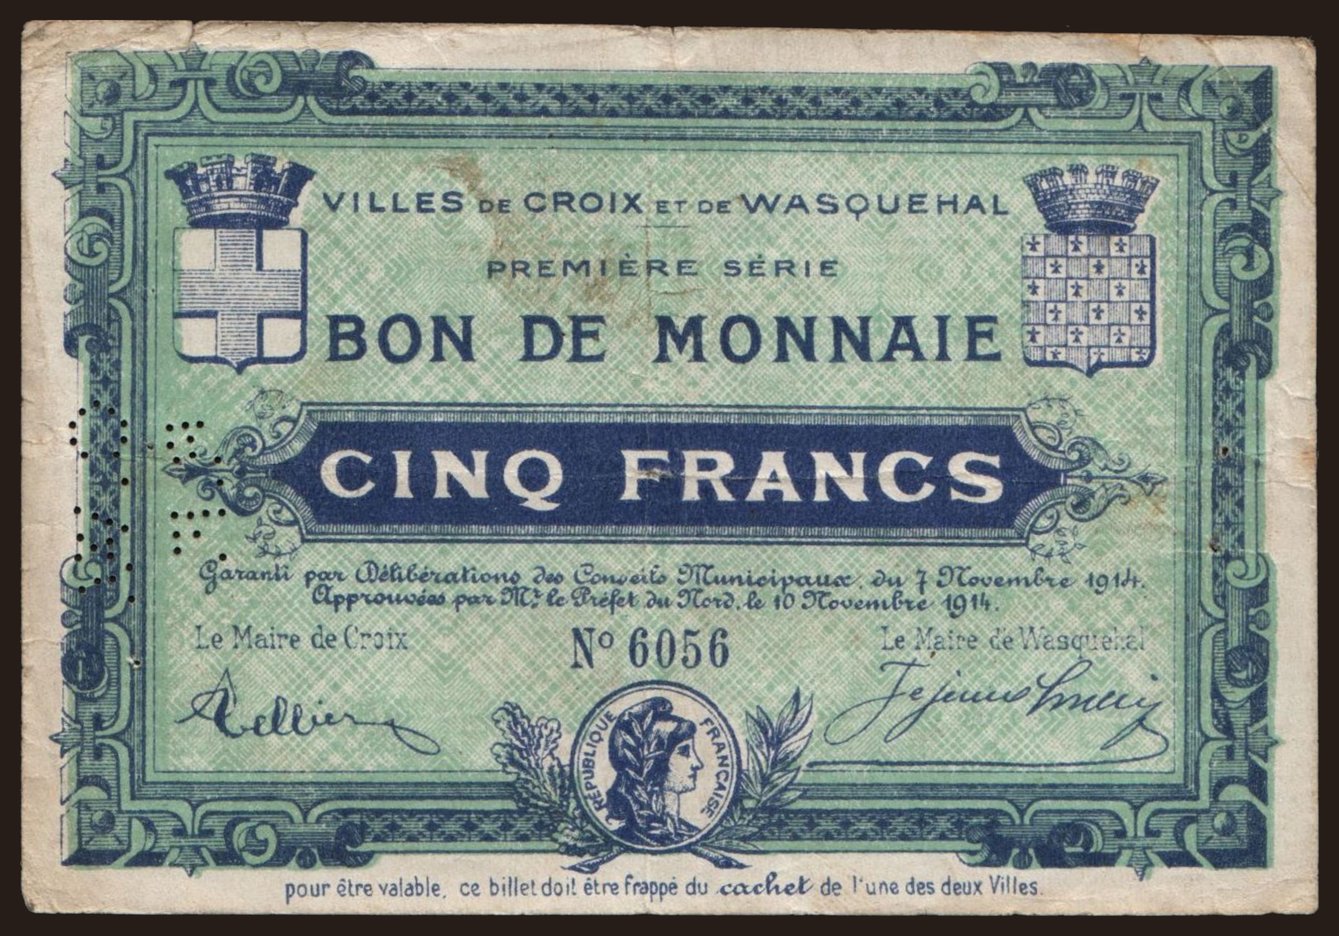 VILLES DE CROIX ET DE WASQUEHAL
PREMIÈRE SÉRIE
BON DE MONNAIE
CINQ FRANCS
Garanti par Délibérations des Conseils Municipaux du 7 Novembre 1914.
Approuvées par Mr le Préfet du Nord, le 10 Novembre 1914.
Le Maire de Croix
No 6056
Le Maire de Wasquehal
RÉPUBLIQUE FRANÇAISE
pour être valable, ce billet doit être frappé du cachet de l'une des deux Villes.